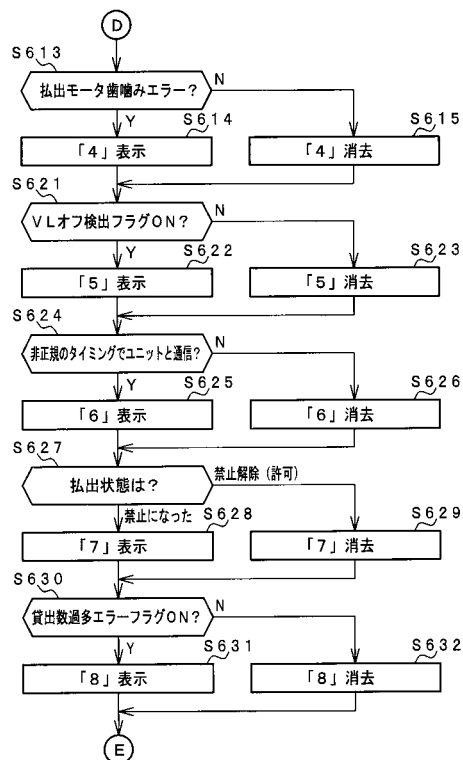 D
S613
払出モータ歯噛みエラー？
N
Y
S614
S615
「4」表示
「4」消去
S621
VLオフ検出フラグON？
N
Y
S622
S623
「5」表示
「5」消去
S624
非正規のタイミングでユニットと通信？
N
Y
S625
S626
「6」表示
「6」消去
S627
払出状態は？
禁止解除（許可）
禁止になった
S628
S629
「7」表示
「7」消去
S630
貸出数過多エラーフラグON？
N
Y
S631
S632
「8」表示
「8」消去
E